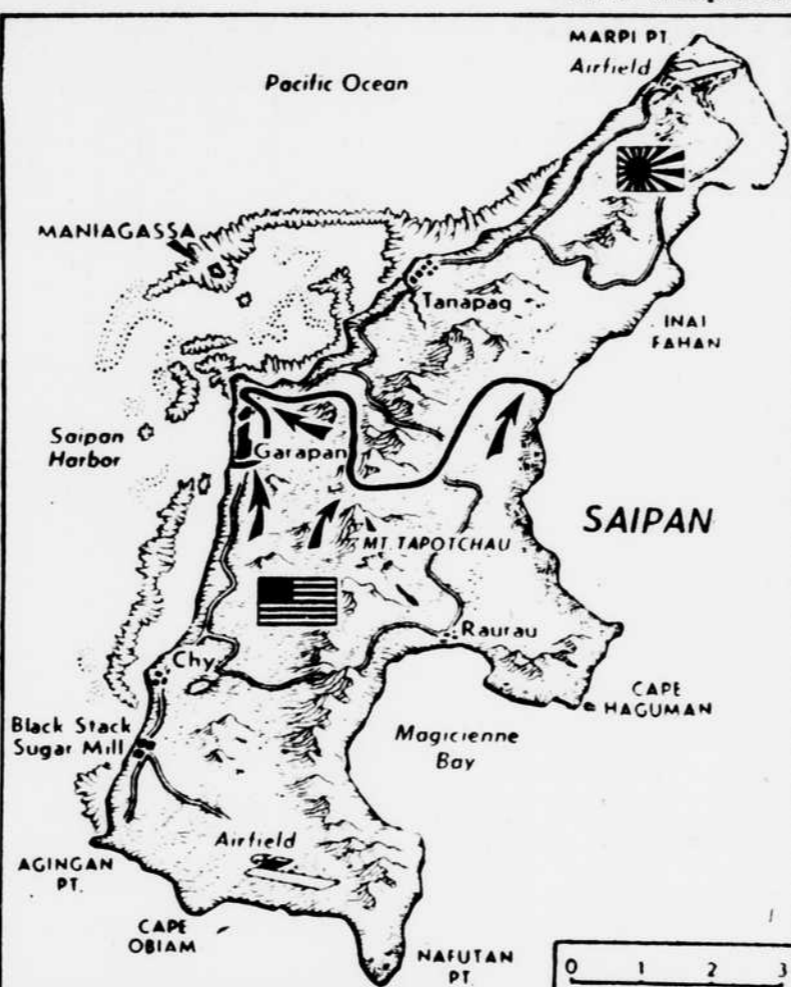 MARPI PT.
Airfield
Pacific Ocean
MANIAGASSA
Tanapag
INAI
FAHAN
Saipan
Harbor
Garapan
SAIPAN
MT. TAPOTCHAU
Raurau
Chy
CAPE
HAGUMAN
Black Stack
Sugar Mill
Magicienne
Bay
Airfield
AGINGAN
PT.
CAPE
OBIAM
NAFUTAN
PT.
0 1 2 3